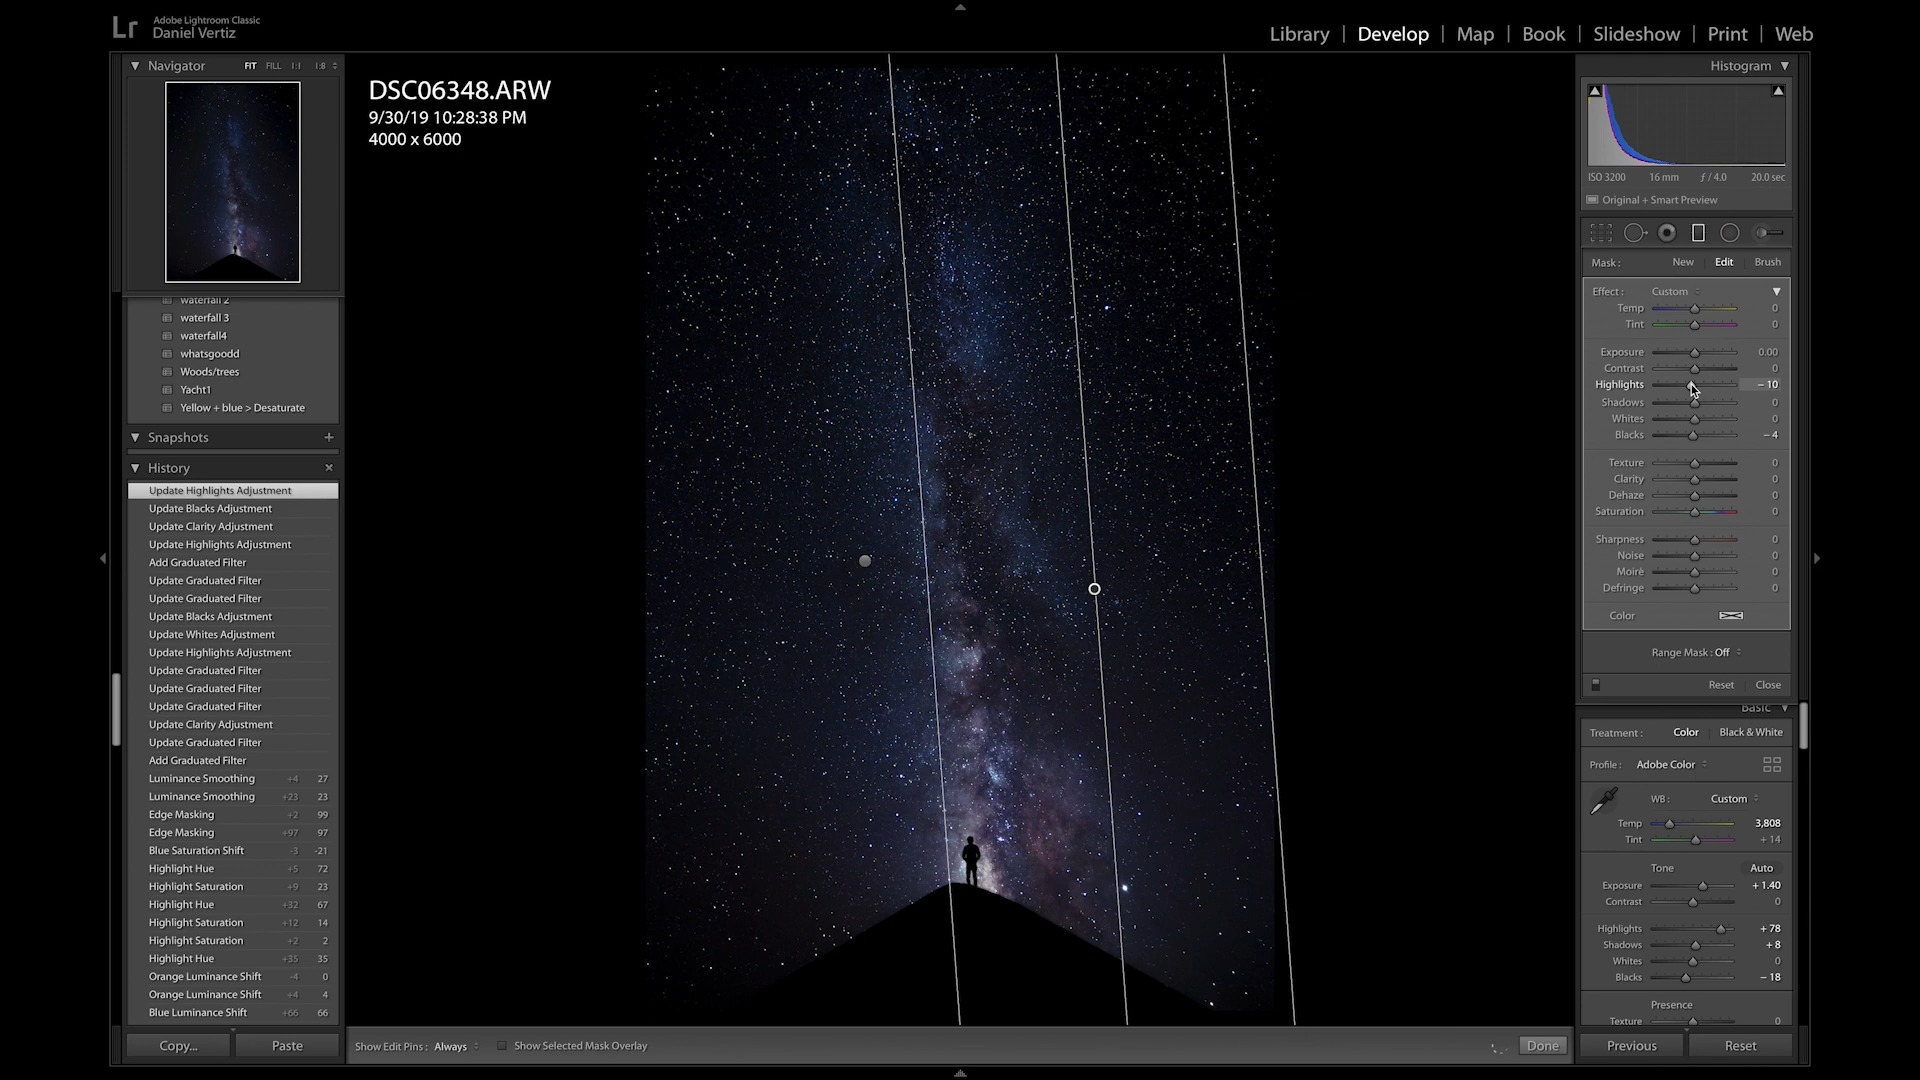 Lr
Adobe Lightroom Classic
Daniel Vertiz
Library | Develop | Map | Book | Slideshow | Print | Web
Navigator FIT FILL 1:1 1:8
waterfall 2
waterfall 3
waterfall4
whatsgoodd
Woods/trees
Yacht1
Yellow + blue > Desaturate
Snapshots +
History ×
Update Highlights Adjustment
Update Blacks Adjustment
Update Clarity Adjustment
Update Highlights Adjustment
Add Graduated Filter
Update Graduated Filter
Update Graduated Filter
Update Blacks Adjustment
Update Whites Adjustment
Update Highlights Adjustment
Update Graduated Filter
Update Graduated Filter
Update Graduated Filter
Update Clarity Adjustment
Update Graduated Filter
Add Graduated Filter
Luminance Smoothing +4 27
Luminance Smoothing +23 23
Edge Masking +2 99
Edge Masking +97 97
Blue Saturation Shift -3 -21
Highlight Hue +5 72
Highlight Saturation +9 23
Highlight Hue +32 67
Highlight Saturation +12 14
Highlight Saturation +2 2
Highlight Hue +35 35
Orange Luminance Shift -4 0
Orange Luminance Shift +4 4
Blue Luminance Shift +66 66
Copy... Paste
DSC06348.ARW
9/30/19 10:28:38 PM
4000 x 6000
Show Edit Pins : Always Show Selected Mask Overlay Done
Histogram
ISO 3200 16 mm ƒ / 4.0 20.0 sec
Original + Smart Preview
Mask : New Edit Brush
Effect : Custom
Temp 0
Tint 0
Exposure 0.00
Contrast 0
Highlights – 10
Shadows 0
Whites 0
Blacks – 4
Texture 0
Clarity 0
Dehaze 0
Saturation 0
Sharpness 0
Noise 0
Moiré 0
Defringe 0
Color
Range Mask : Off
Reset Close
Basic
Treatment : Color Black & White
Profile : Adobe Color
WB : Custom
Temp 3,808
Tint + 14
Tone Auto
Exposure + 1.40
Contrast 0
Highlights + 78
Shadows + 8
Whites 0
Blacks – 18
Presence
Texture 0
Previous Reset